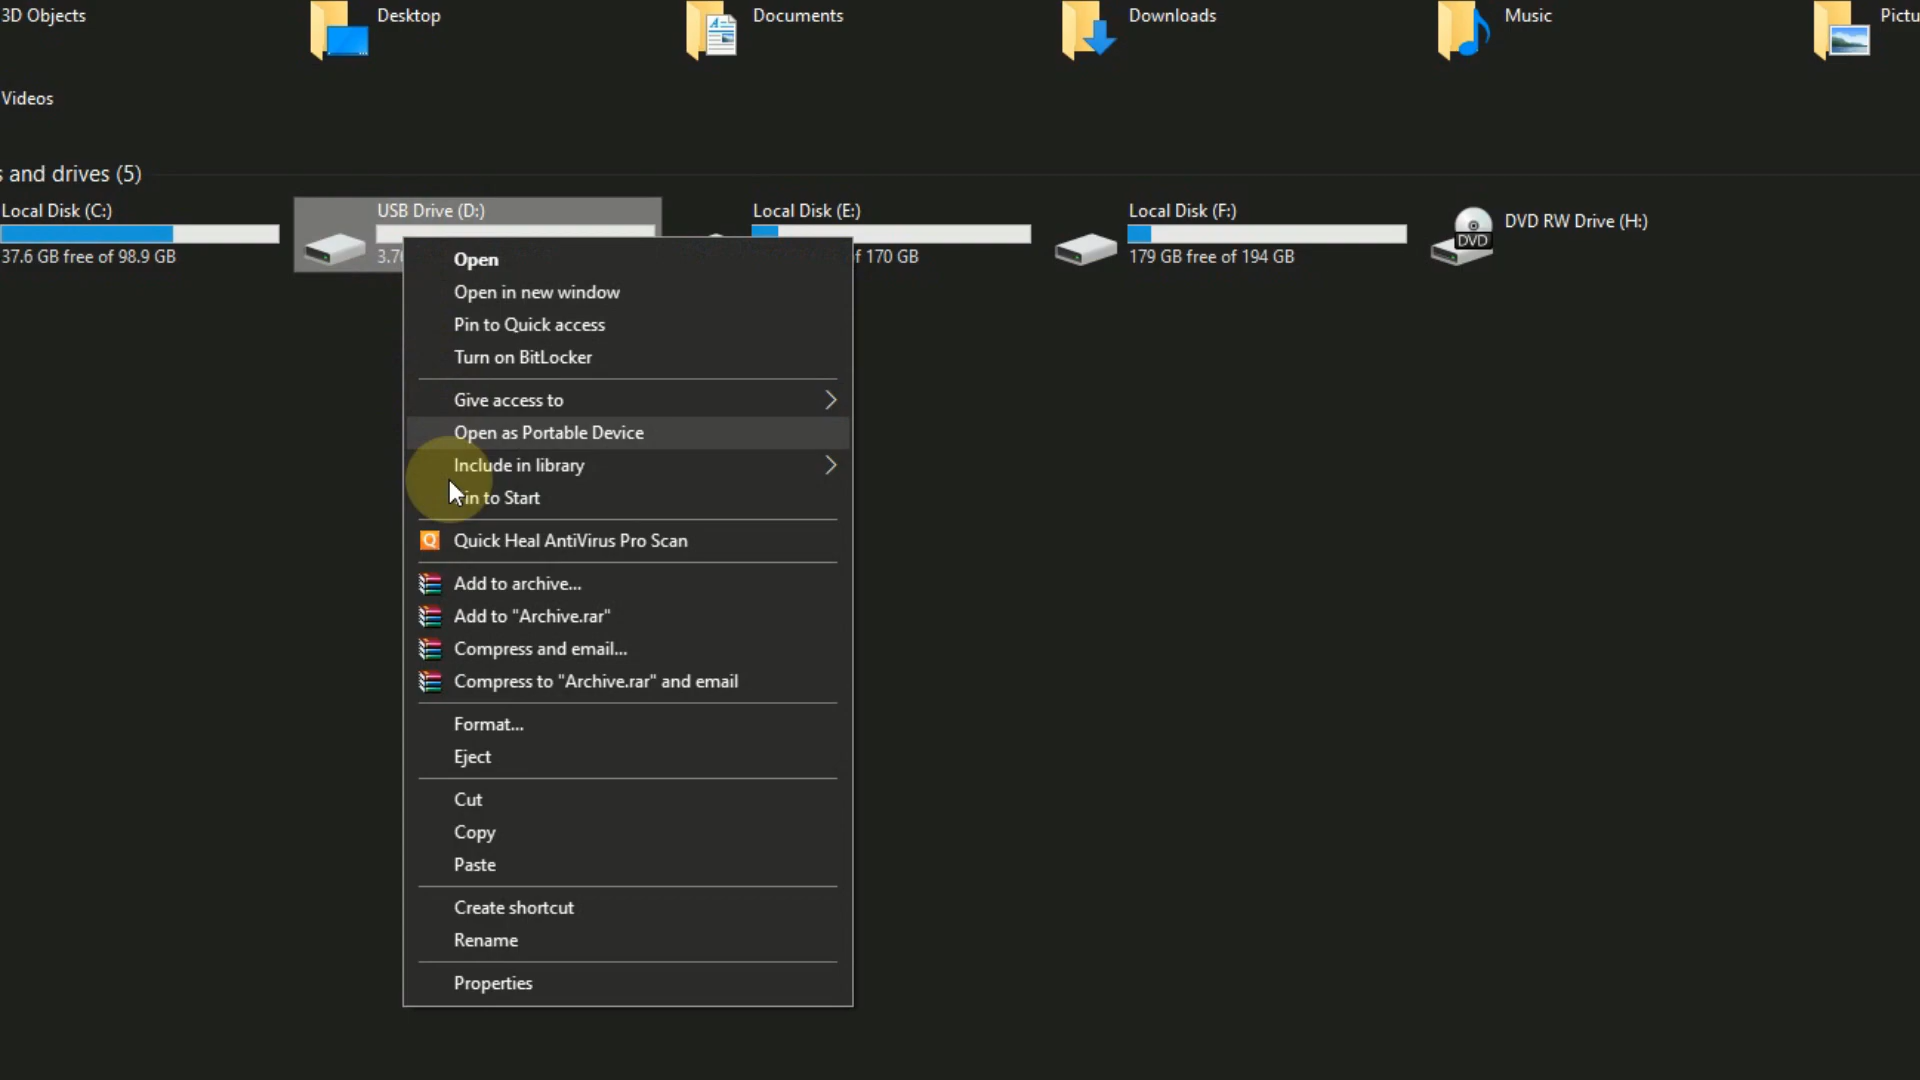 3D Objects
Desktop
Documents
Downloads
Music
Pictu
Videos
s and drives (5)
Local Disk (C:)
37.6 GB free of 98.9 GB
USB Drive (D:)
3.7
Local Disk (E:)
f 170 GB
Local Disk (F:)
179 GB free of 194 GB
DVD
DVD RW Drive (H:)
Open
Open in new window
Pin to Quick access
Turn on BitLocker
Give access to
Open as Portable Device
Include in library
in to Start
Q Quick Heal AntiVirus Pro Scan
Add to archive...
Add to "Archive.rar"
Compress and email...
Compress to "Archive.rar" and email
Format...
Eject
Cut
Copy
Paste
Create shortcut
Rename
Properties